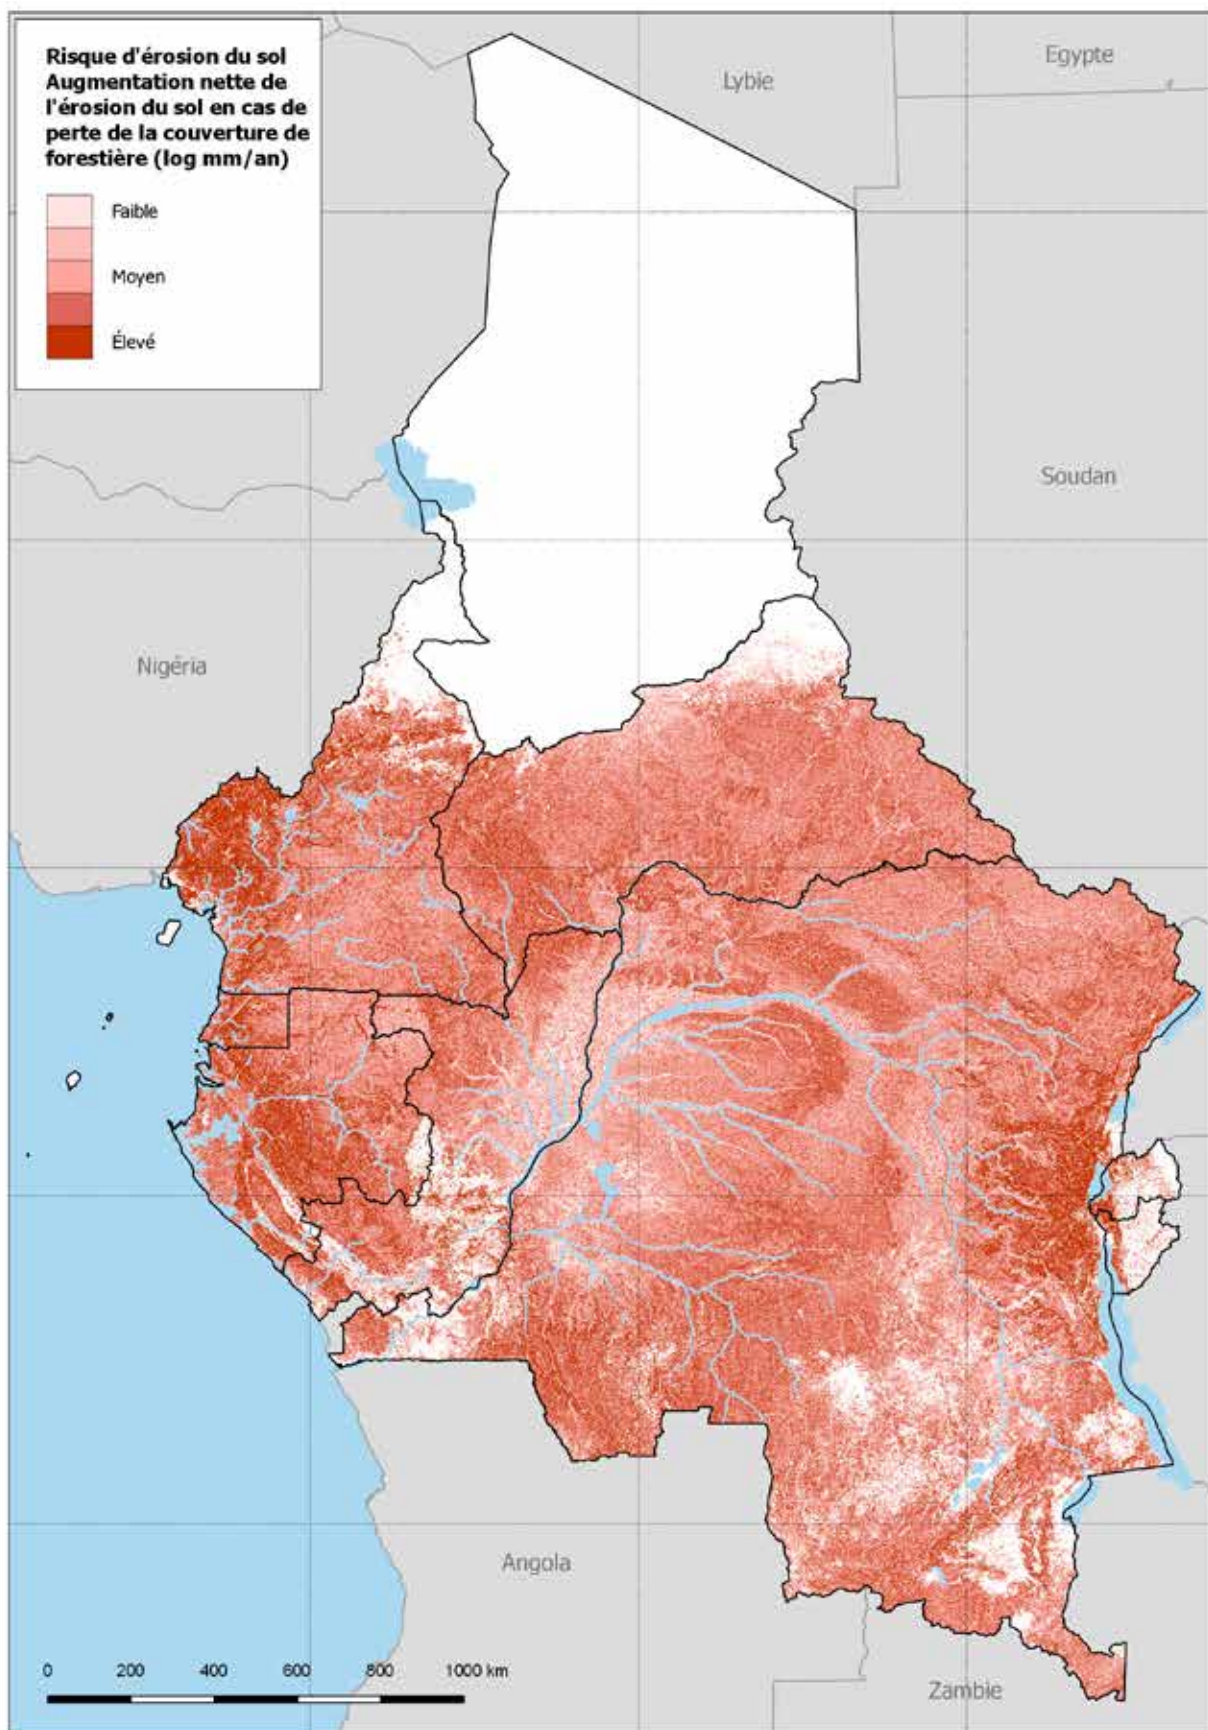 Risque d'érosion du sol
Augmentation nette de
l'érosion du sol en cas de
perte de la couverture de
forestière (log mm/an)
Faible
Moyen
Élevé
Lybie
Egypte
Soudan
Nigéria
Angola
Zambie
0 200 400 600 800 1000 km